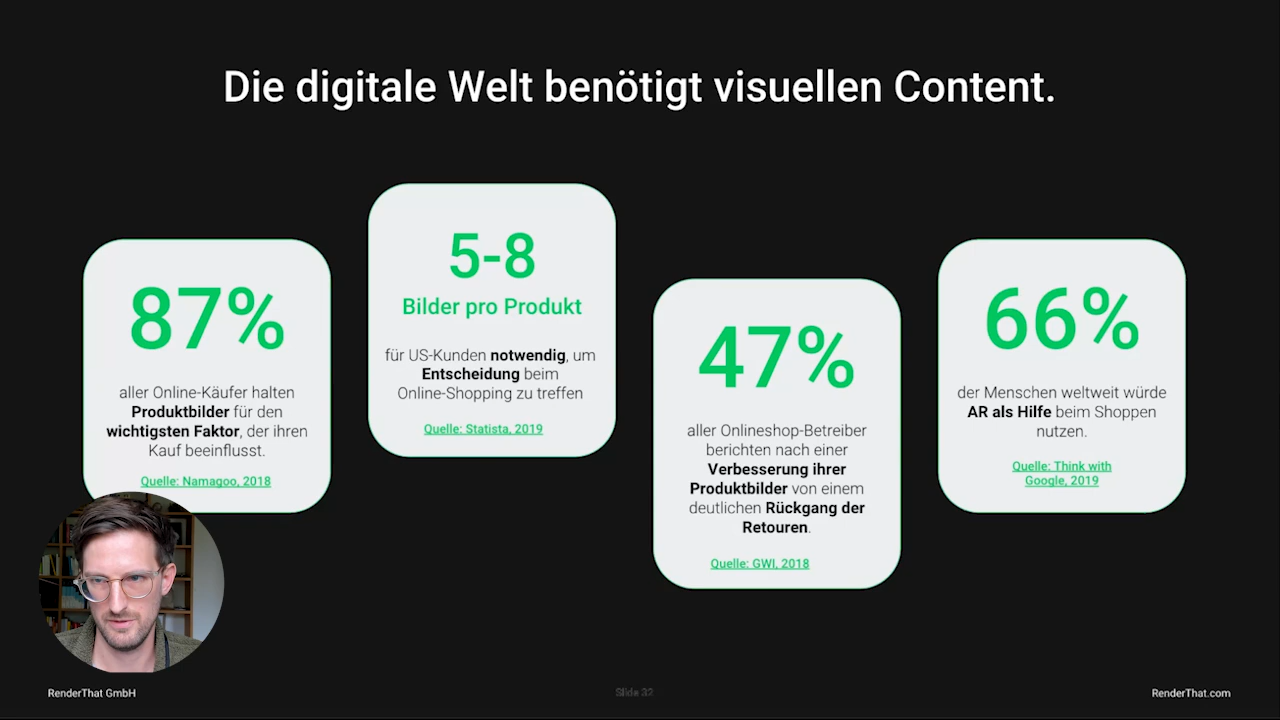 Die digitale Welt benötigt visuellen Content.
87%
aller Online-Käufer halten
Produktbilder für den
wichtigsten Faktor, der ihren
Kauf beeinflusst.
Quelle: Namagoo, 2018
5-8
Bilder pro Produkt
für US-Kunden notwendig, um
Entscheidung beim
Online-Shopping zu treffen
Quelle: Statista, 2019
47%
aller Onlineshop-Betreiber
berichten nach einer
Verbesserung ihrer
Produktbilder von einem
deutlichen Rückgang der
Retouren.
Quelle: GWI, 2018
66%
der Menschen weltweit würde
AR als Hilfe beim Shoppen
nutzen.
Quelle: Think with
Google, 2019
RenderThat GmbH
Slide 32
RenderThat.com